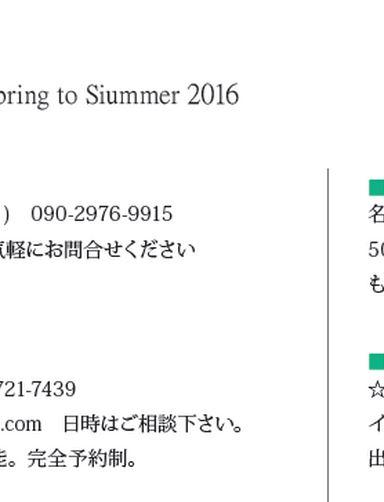 pring to Siummer 2016
) 090-2976-9915
気軽にお問合せください
721-7439
.com 日時はご相談下さい。
能。完全予約制。
名
50
も
☆
イ
出